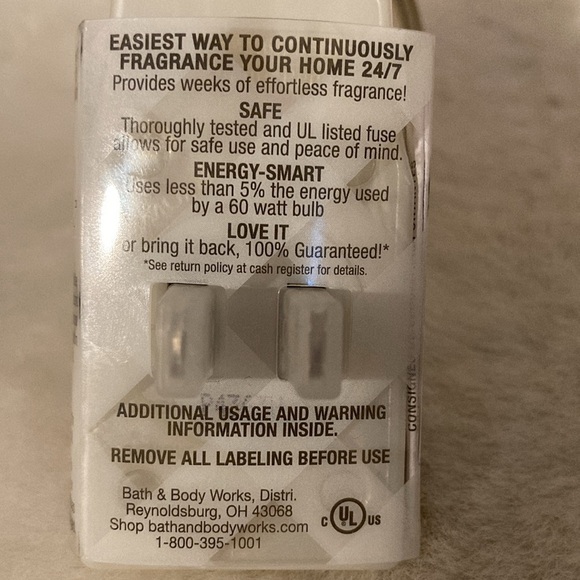 EASIEST WAY TO CONTINUOUSLY
FRAGRANCE YOUR HOME 24/7
Provides weeks of effortless fragrance!
SAFE
Thoroughly tested and UL listed fuse
allows for safe use and peace of mind.
ENERGY-SMART
Uses less than 5% the energy used
by a 60 watt bulb
LOVE IT
or bring it back, 100% Guaranteed!*
*See return policy at cash register for details.
ADDITIONAL USAGE AND WARNING
INFORMATION INSIDE.
REMOVE ALL LABELING BEFORE USE
Bath & Body Works, Distri.
Reynoldsburg, OH 43068
Shop bathandbodyworks.com
1-800-395-1001
C UL US